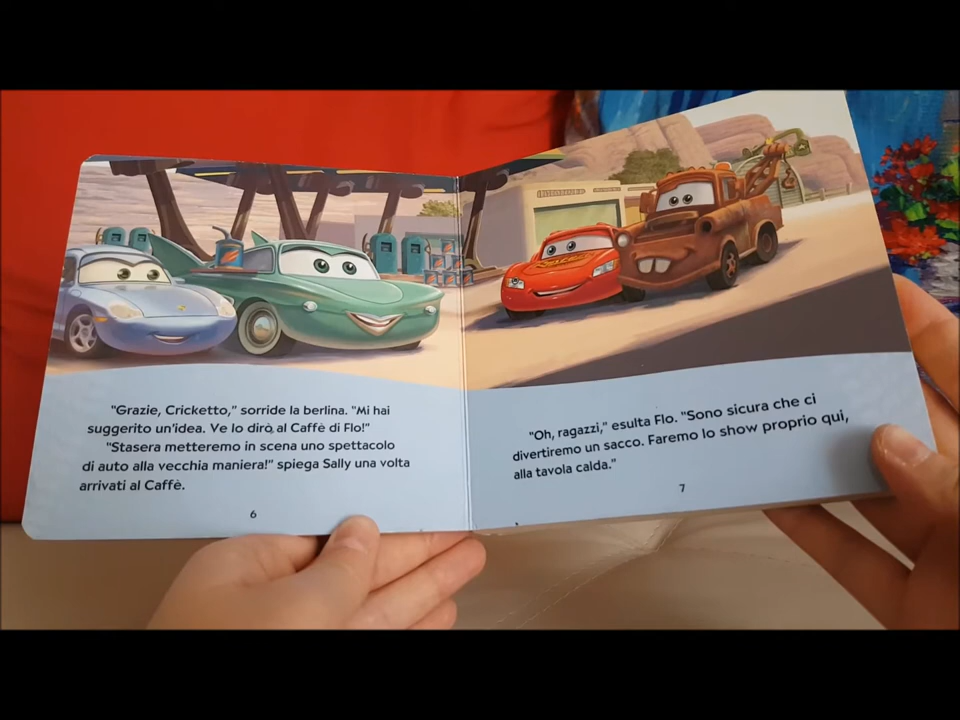 "Grazie, Cricketto," sorride la berlina. "Mi hai
suggerito un'idea. Ve lo dirò al Caffè di Flo!"
"Stasera metteremo in scena uno spettacolo
di auto alla vecchia maniera!" spiega Sally una volta
arrivati al Caffè.
6
"Oh, ragazzi," esulta Flo. "Sono sicura che ci
divertiremo un sacco. Faremo lo show proprio qui,
alla tavola calda."
7